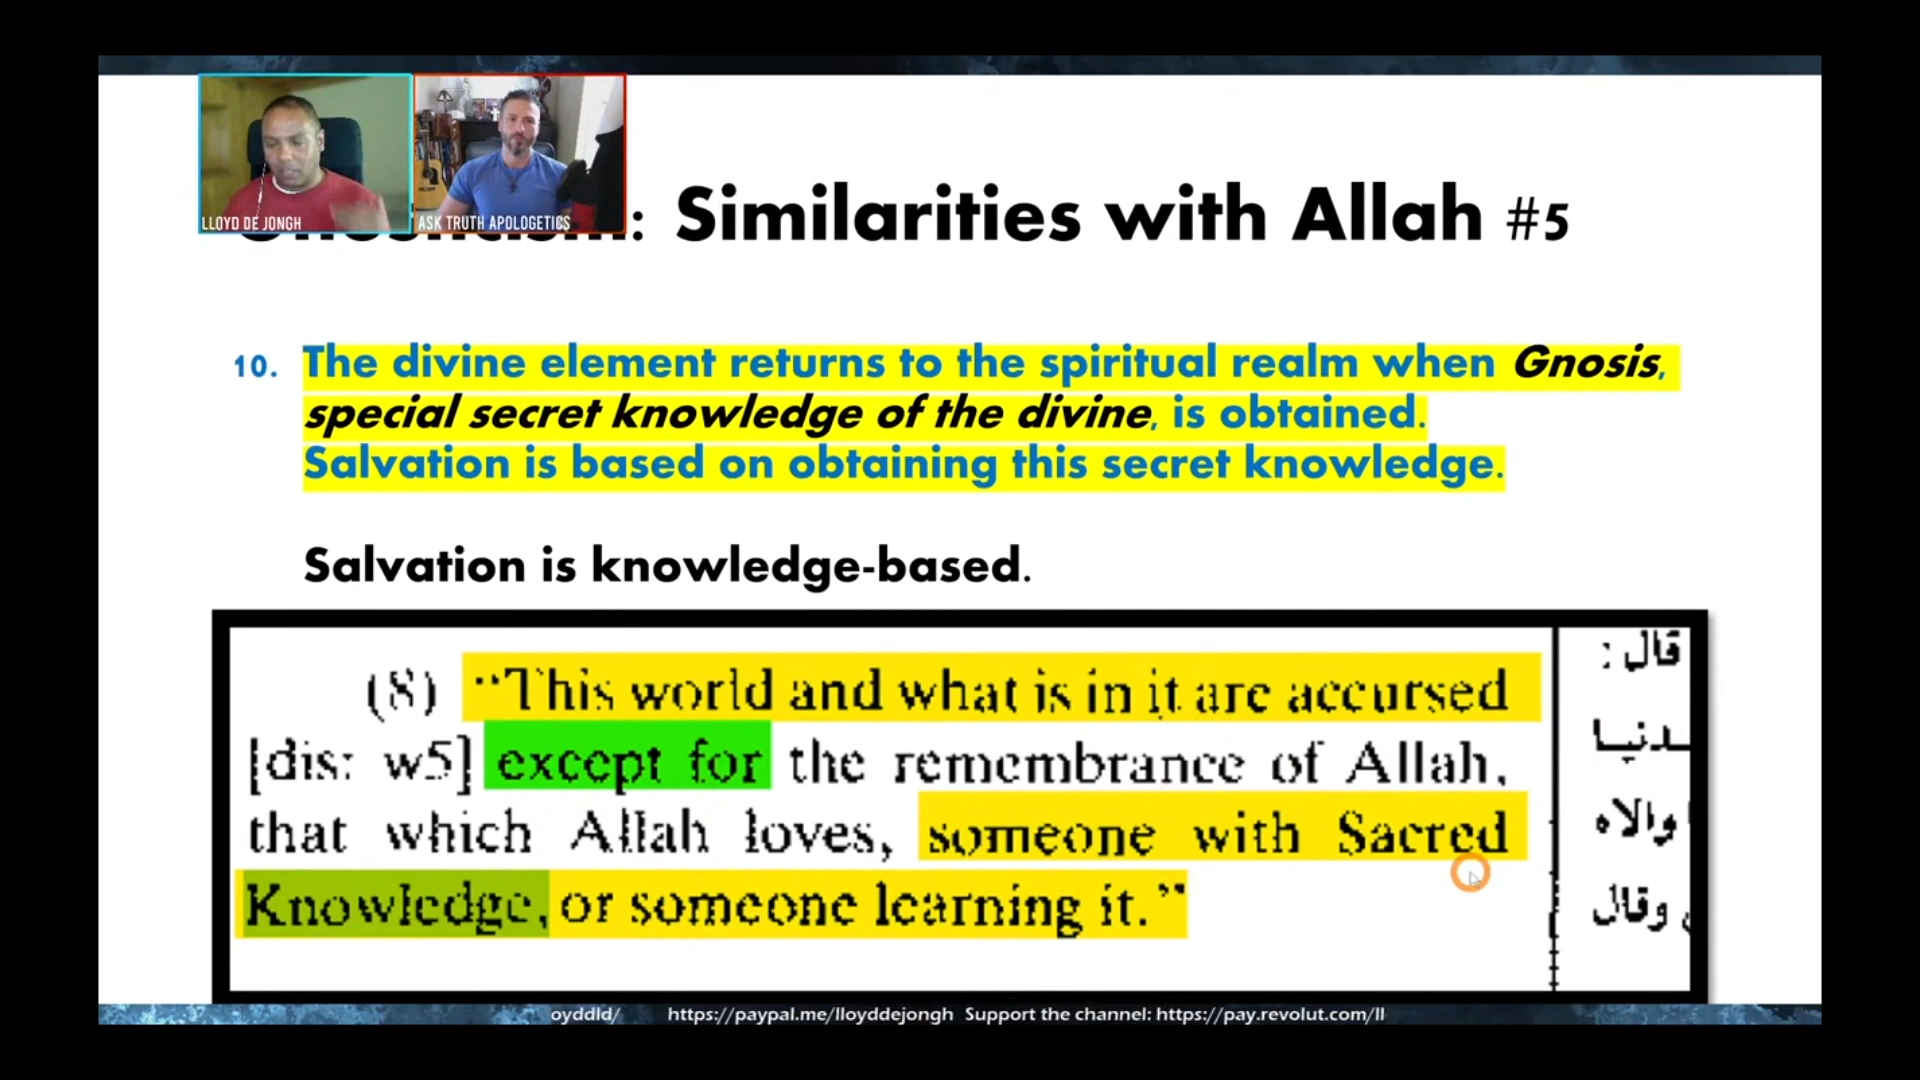 LLOYD DE JONGH
ASK TRUTH APOLOGETICS
: Similarities with Allah #5
10. The divine element returns to the spiritual realm when Gnosis,
special secret knowledge of the divine, is obtained.
Salvation is based on obtaining this secret knowledge.
Salvation is knowledge-based.
(8) "This world and what is in it are accursed
[dis: w5] except for the remembrance of Allah,
that which Allah loves, someone with Sacred
Knowledge, or someone learning it."
قال :
والاه
وقال
oyddld/ https://paypal.me/lloyddejongh Support the channel: https://pay.revolut.com/ll